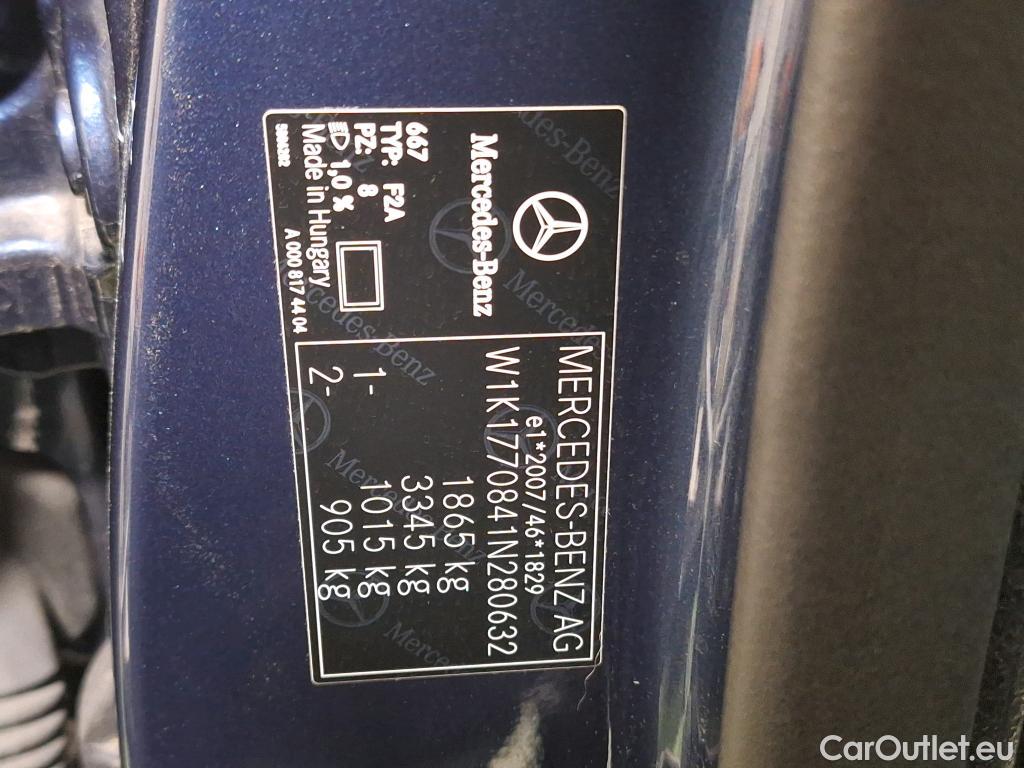 Mercedes-Benz
667
TYP: F2A
PZ: 8
1,0 %
Made in Hungary
A 000 817 44 04
MERCEDES-BENZ AG
e1*2007/46*1829
W1K1770841N280632
1865 kg
3345 kg
1- 1015 kg
2- 905 kg
CarOutlet.eu